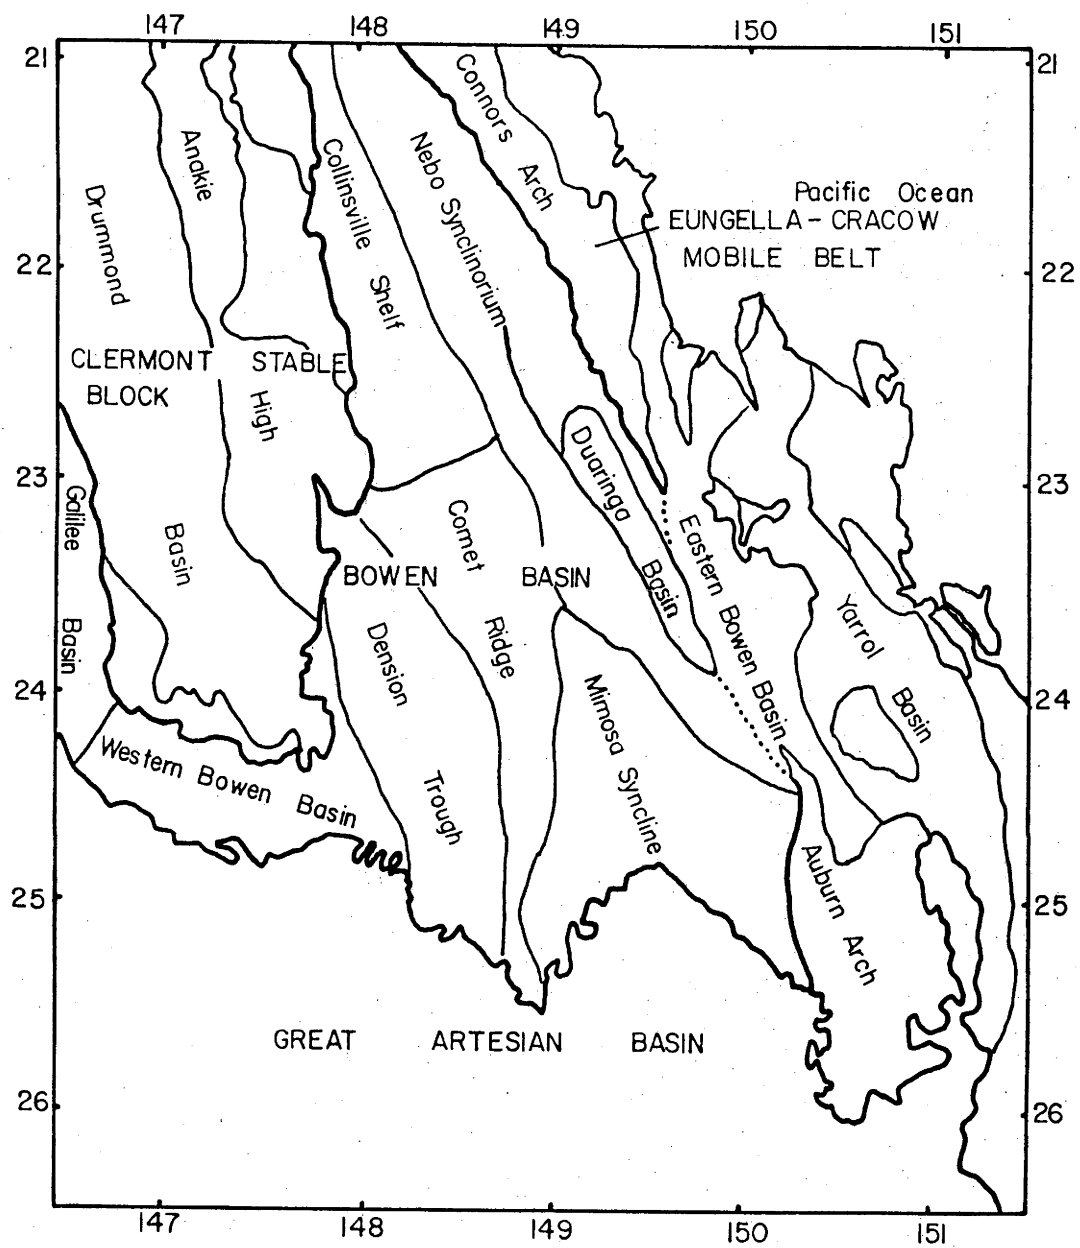 147 148 149 150 151
21 21
Connors Arch
Anakie High
Collinsville Shelf
Nebo Synclinorium
Drummond Basin
Pacific Ocean
EUNGELLA-CRACOW
MOBILE BELT
22 22
CLERMONT STABLE
BLOCK
Duaringa Basin
23 23
Galilee Basin
Comet Ridge
Eastern Bowen Basin
BOWEN BASIN
Yarrol Basin
Dension Trough
24 24
Mimosa Syncline
Western Bowen Basin
Auburn Arch
25 25
GREAT ARTESIAN BASIN
26 26
147 148 149 150 151